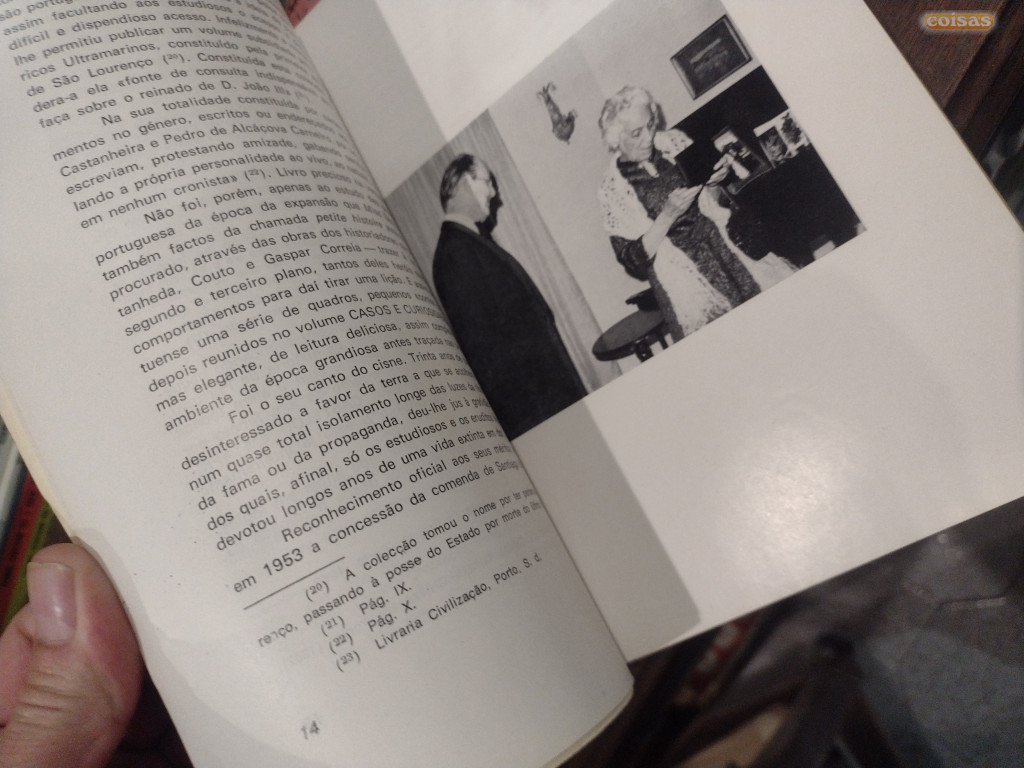 são portug
assim facultando aos estudiosos o
difícil e dispendioso acesso.
lhe permitiu publicar um volume
ricos Ultramarinos, constituído pela
de São Lourenço (20). Constituída
dera-a ela «fonte de consulta
faça sobre o reinado de D. João III»
Na sua totalidade constituída por
mentos no género, escritos ou
Castanheira e Pedro de Alcáçova Carneiro
escreviam, protestando amizade,
lando a própria personalidade ao vivo,
em nenhum cronista» (22). Livro precioso
Não foi, porém, apenas ao
portuguesa da época da expansão que
também factos da chamada petite histoire
procurado, através das obras dos historiadores
tanheda, Couto e Gaspar Correia —
segundo e terceiro plano, tantos deles
comportamentos para daí tirar uma lição.
tuense uma série de quadros, pequenos
depois reunidos no volume CASOS E
mas elegante, de leitura deliciosa, assim
ambiente da época grandiosa antes traçada
Foi o seu canto do cisne. Trinta anos
desinteressado a favor da terra a que se
num quase total isolamento longe das luzes da
da fama ou da propaganda, deu-lhe jus à
dos quais, afinal, só os estudiosos e os
devotou longos anos de uma vida extinta em
Reconhecimento oficial aos seus
em 1953 a concessão da comenda de
(20) A colecção tomou o nome por ter
renço, passando à posse do Estado por morte do
(21) Pág. IX.
(22) Pág. X.
(23) Livraria Civilização, Porto, S. d.
14
coisas